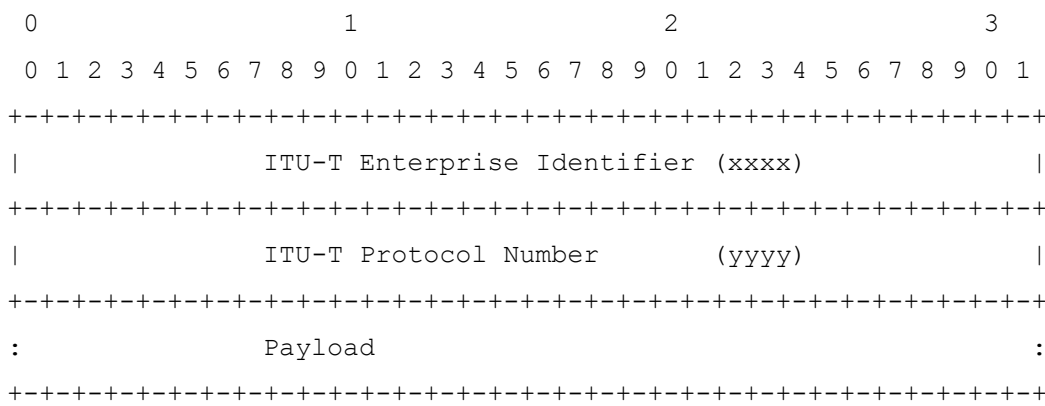 0                   1                   2                   3
 0 1 2 3 4 5 6 7 8 9 0 1 2 3 4 5 6 7 8 9 0 1 2 3 4 5 6 7 8 9 0 1
+-+-+-+-+-+-+-+-+-+-+-+-+-+-+-+-+-+-+-+-+-+-+-+-+-+-+-+-+-+-+-+-+
|               ITU-T Enterprise Identifier (xxxx)              |
+-+-+-+-+-+-+-+-+-+-+-+-+-+-+-+-+-+-+-+-+-+-+-+-+-+-+-+-+-+-+-+-+
|               ITU-T Protocol Number       (yyyy)              |
+-+-+-+-+-+-+-+-+-+-+-+-+-+-+-+-+-+-+-+-+-+-+-+-+-+-+-+-+-+-+-+-+
:               Payload                                         :
+-+-+-+-+-+-+-+-+-+-+-+-+-+-+-+-+-+-+-+-+-+-+-+-+-+-+-+-+-+-+-+-+